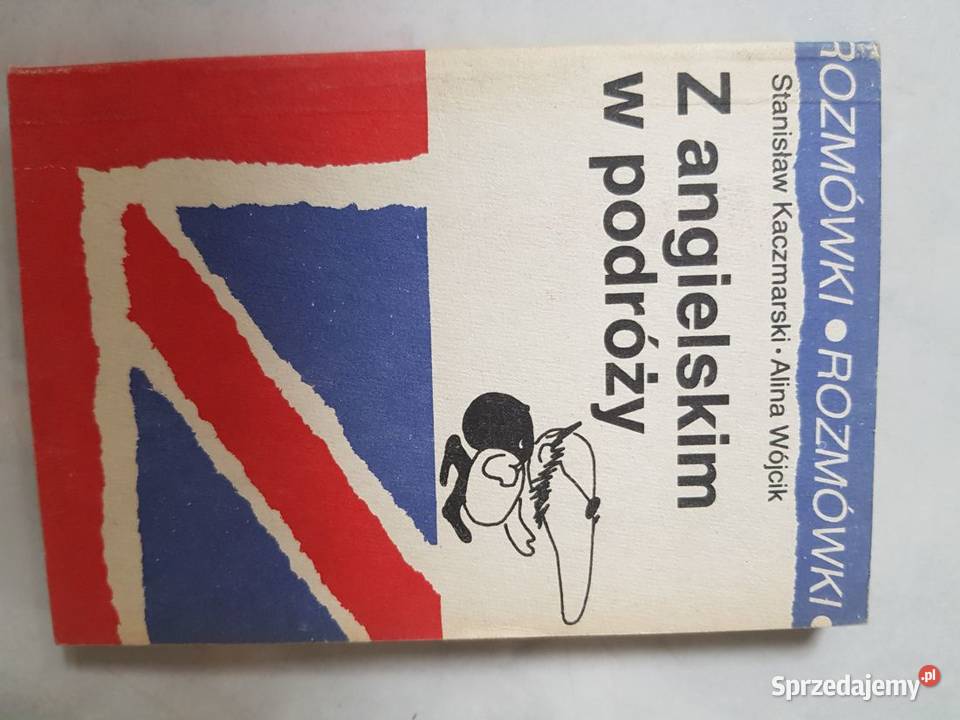 ROZMÓWKI • ROZMÓWKI •
Stanisław Kaczmarski • Alina Wójcik
Z angielskim
w podróży
Sprzedajemy.pl